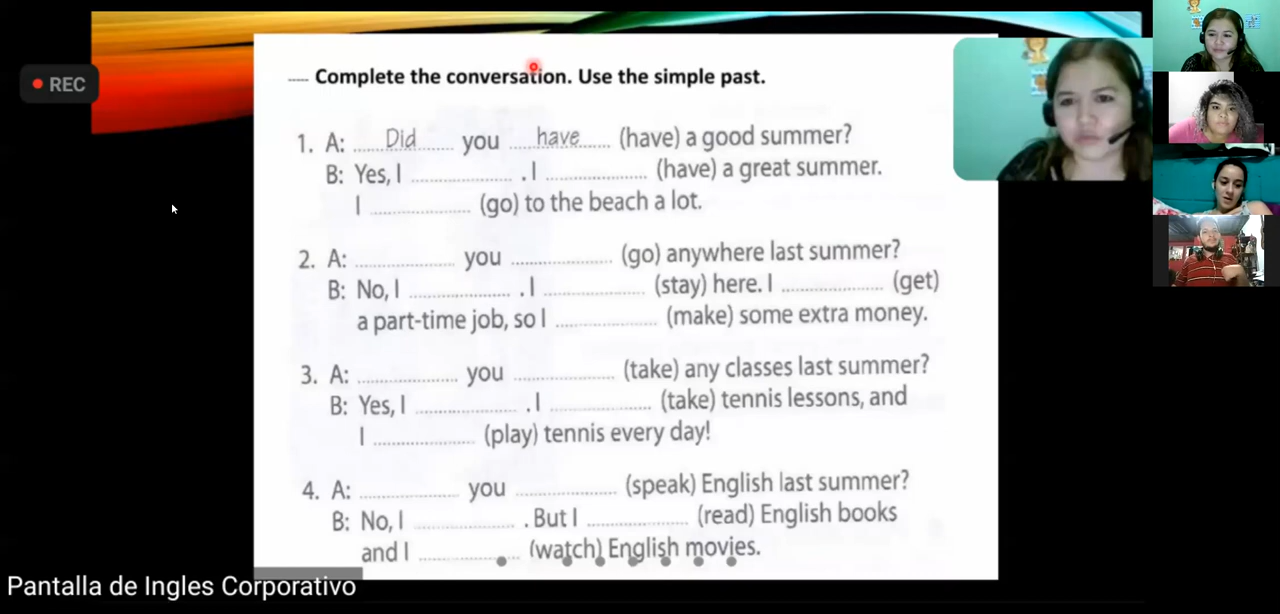 REC
Complete the conversation. Use the simple past.
1. A: Did you have (have) a good summer?
B: Yes, I ............ . I ............ (have) a great summer.
I ............ (go) to the beach a lot.
2. A: ............ you ............ (go) anywhere last summer?
B: No, I ............ . I ............ (stay) here. I ............ (get)
a part-time job, so I ............ (make) some extra money.
3. A: ............ you ............ (take) any classes last summer?
B: Yes, I ............ . I ............ (take) tennis lessons, and
I ............ (play) tennis every day!
4. A: ............ you ............ (speak) English last summer?
B: No, I ............ . But I ............ (read) English books
and I ............ (watch) English movies.
Pantalla de Ingles Corporativo